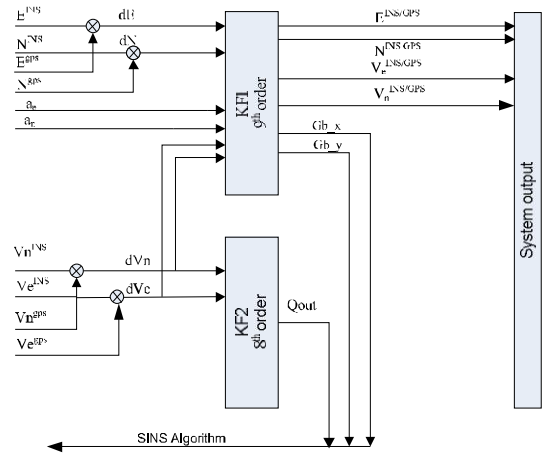 E^INS
dE
N^INS
dN
E^gps
N^gps
a_e
a_n
KF1
9th order
E^INS/GPS
N^INS GPS
V_e^INS/GPS
V_n^INS/GPS
Gb_x
Gb_y
Vn^INS
dVn
Ve^INS
dVe
Vn^gps
Ve^gps
KF2
8th order
Qout
System output
SINS Algorithm